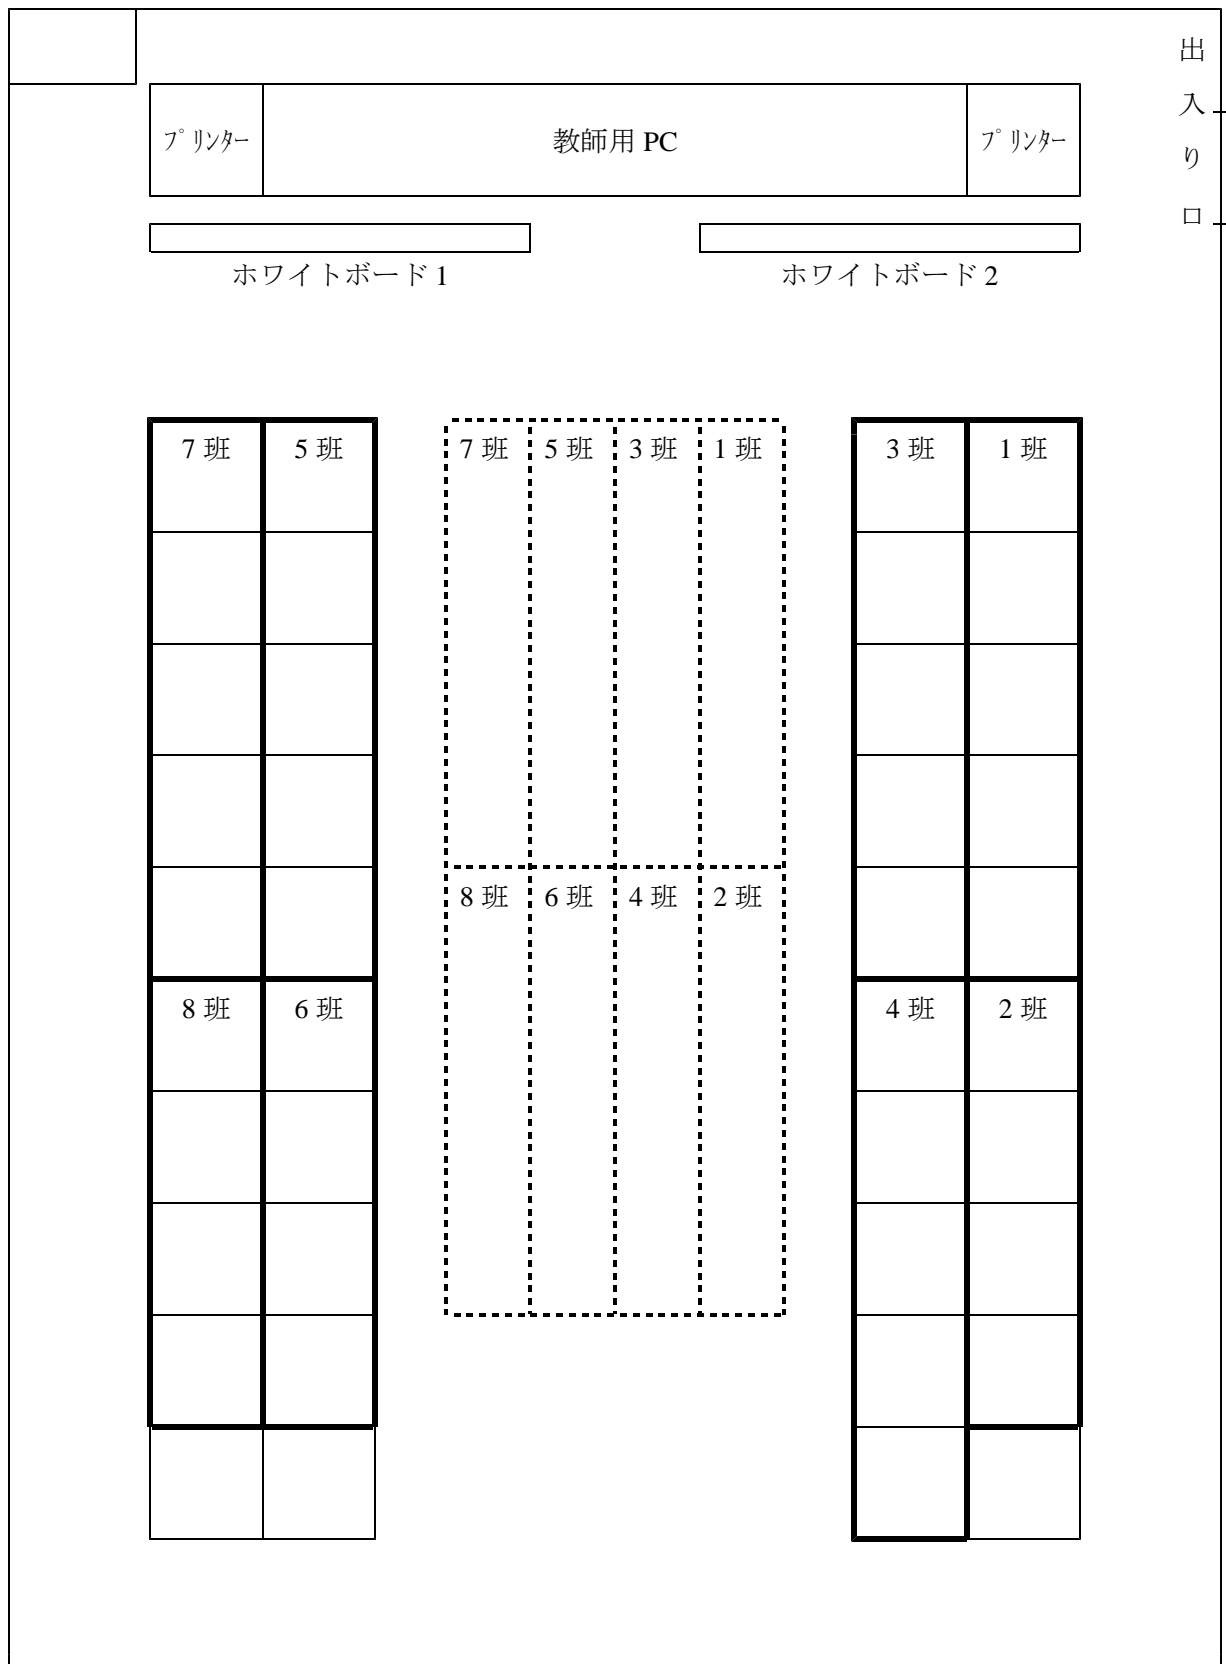 出入り口
ﾌﾟﾘﾝﾀｰ 教師用 PC ﾌﾟﾘﾝﾀｰ
ホワイトボード 1 ホワイトボード 2
7 班 5 班 7 班 5 班 3 班 1 班 3 班 1 班
8 班 6 班 4 班 2 班
8 班 6 班 4 班 2 班